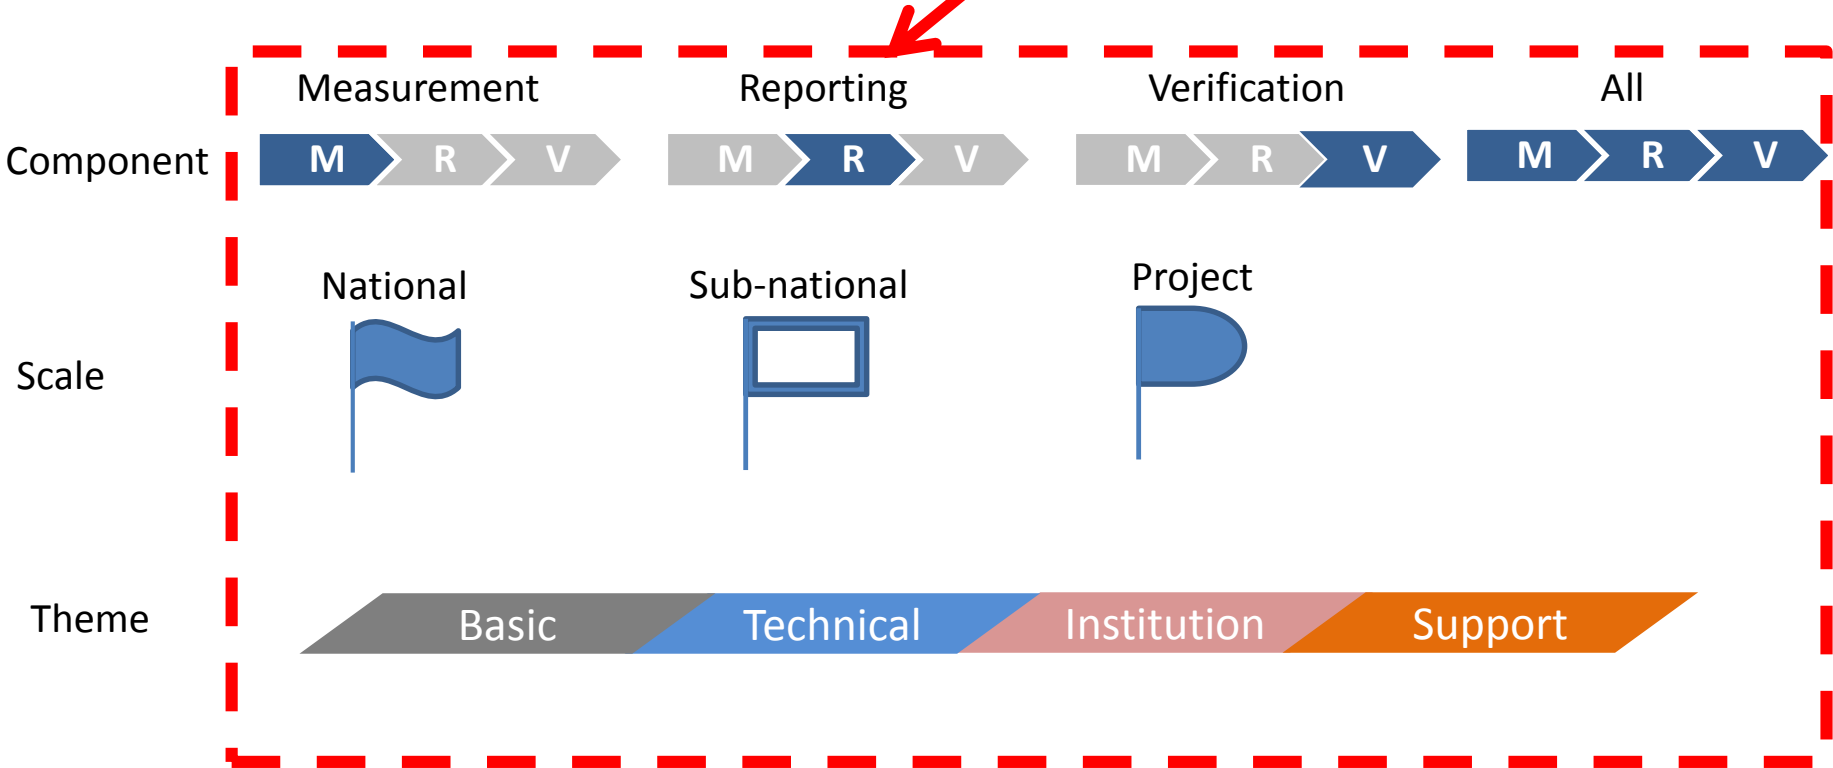 Measurement Reporting Verification All
Component M R V M R V M R V M R V
National Sub-national Project
Scale
Theme Basic Technical Institution Support